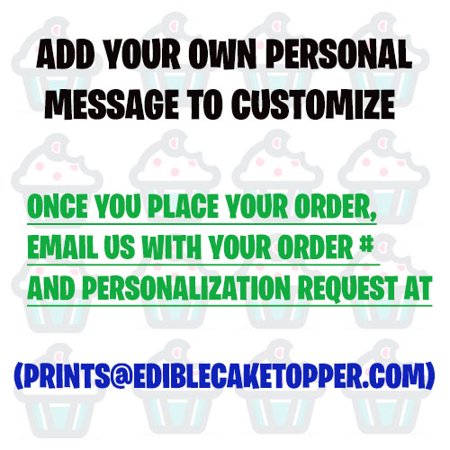 ADD YOUR OWN PERSONAL
MESSAGE TO CUSTOMIZE
ONCE YOU PLACE YOUR ORDER,
EMAIL US WITH YOUR ORDER #
AND PERSONALIZATION REQUEST AT
(PRINTS@EDIBLECAKETOPPER.COM)